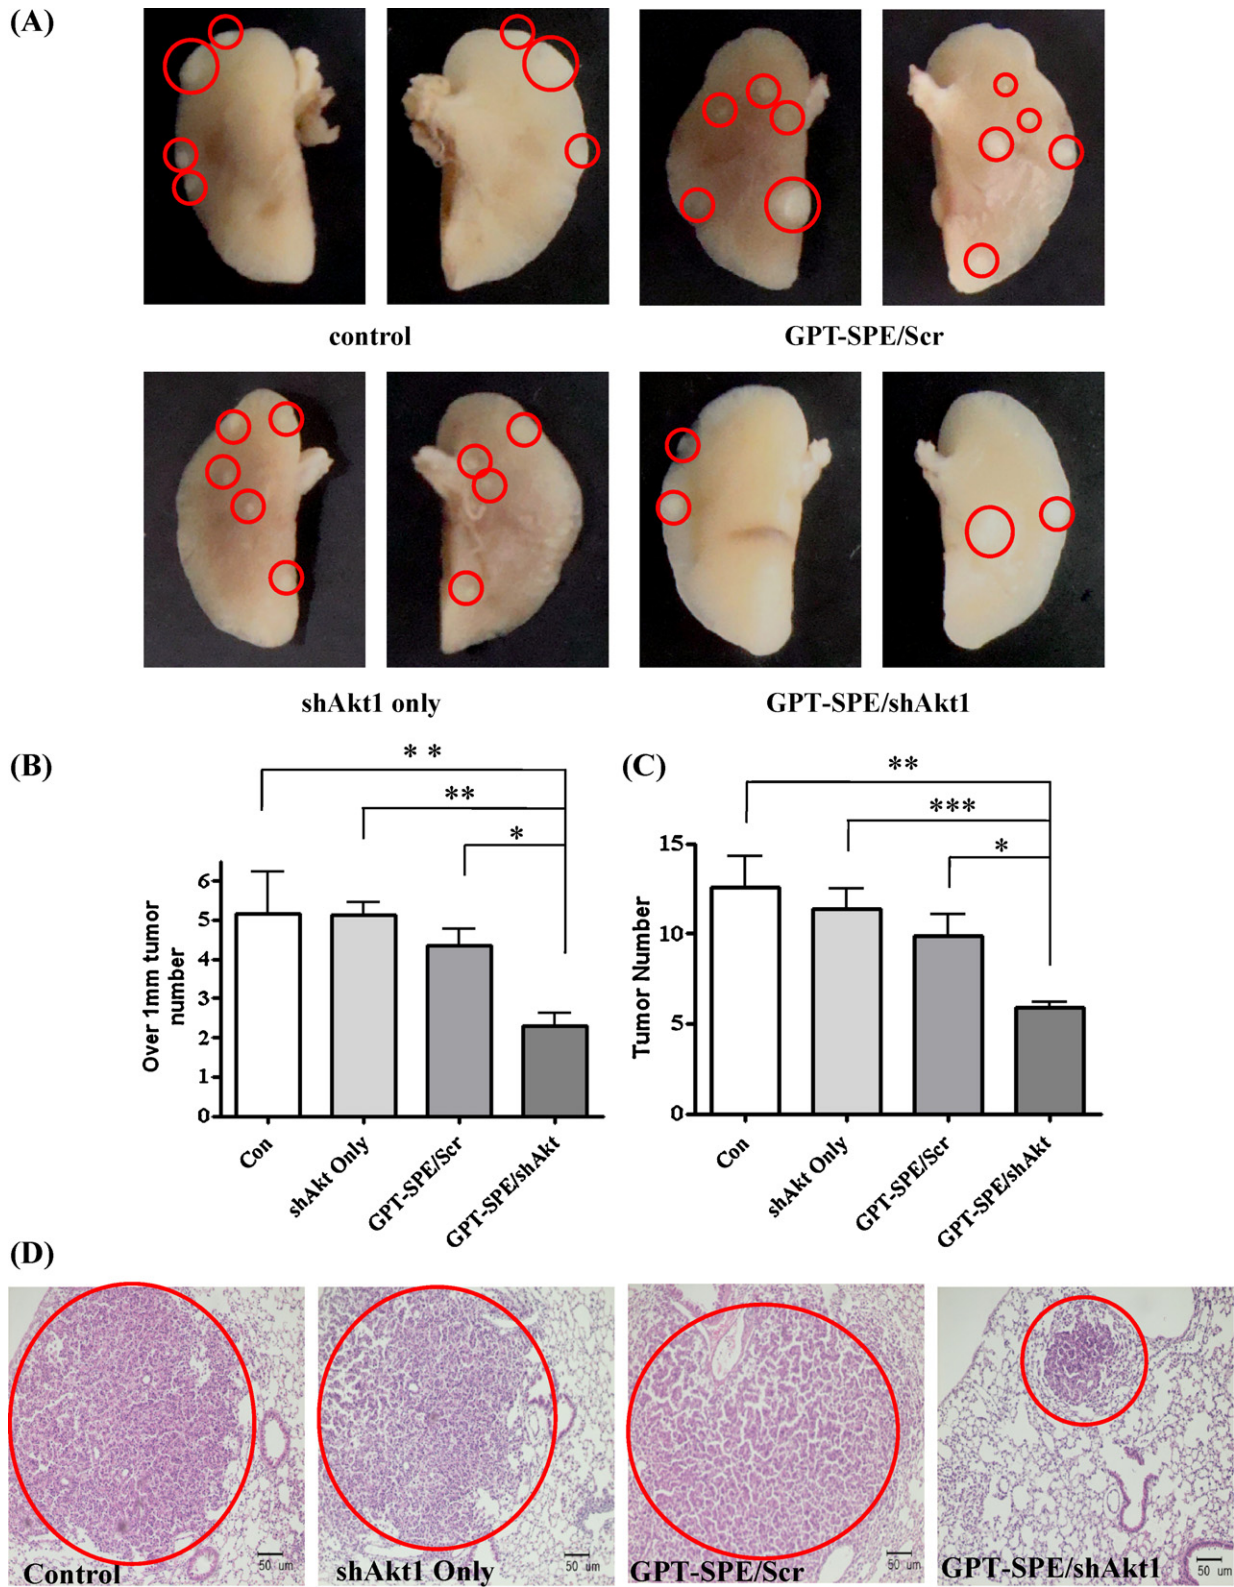 (A)
control
GPT-SPE/Scr
shAkt1 only
GPT-SPE/shAkt1
(B)
* *
**
*
Over 1mm tumor
number
6
5
4
3
2
1
0
Con
shAkt Only
GPT-SPE/Scr
GPT-SPE/shAkt
(C)
**
***
*
Tumor Number
15
10
5
0
Con
shAkt Only
GPT-SPE/Scr
GPT-SPE/shAkt
(D)
Control
50 um
shAkt1 Only
50 um
GPT-SPE/Scr
50 um
GPT-SPE/shAkt1
50 um